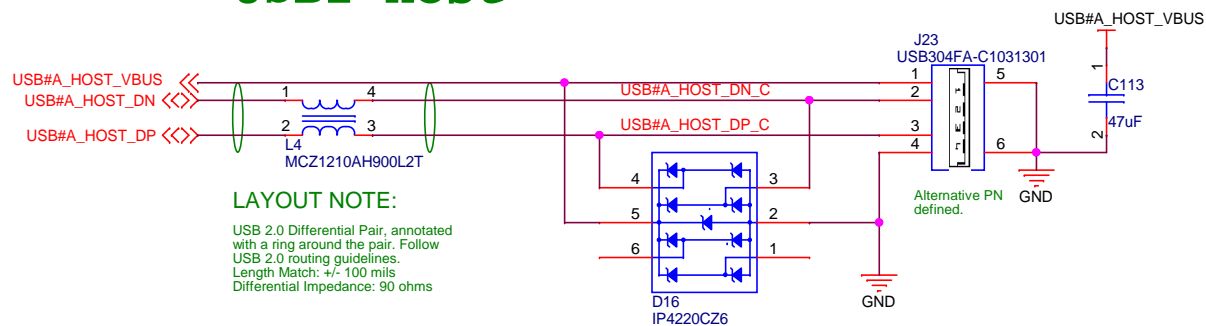 USB#A_HOST_VBUS
J23
USB304FA-C1031301
USB#A_HOST_VBUS
USB#A_HOST_DN
USB#A_HOST_DP
1
4
2
3
L4
MCZ1210AH900L2T
USB#A_HOST_DN_C
USB#A_HOST_DP_C
1
2
3
4
5
6
1
C113
47uF
2
GND
Alternative PN
defined.
4
3
5
2
6
1
D16
IP4220CZ6
GND
LAYOUT NOTE:
USB 2.0 Differential Pair, annotated
with a ring around the pair. Follow
USB 2.0 routing guidelines.
Length Match: +/- 100 mils
Differential Impedance: 90 ohms